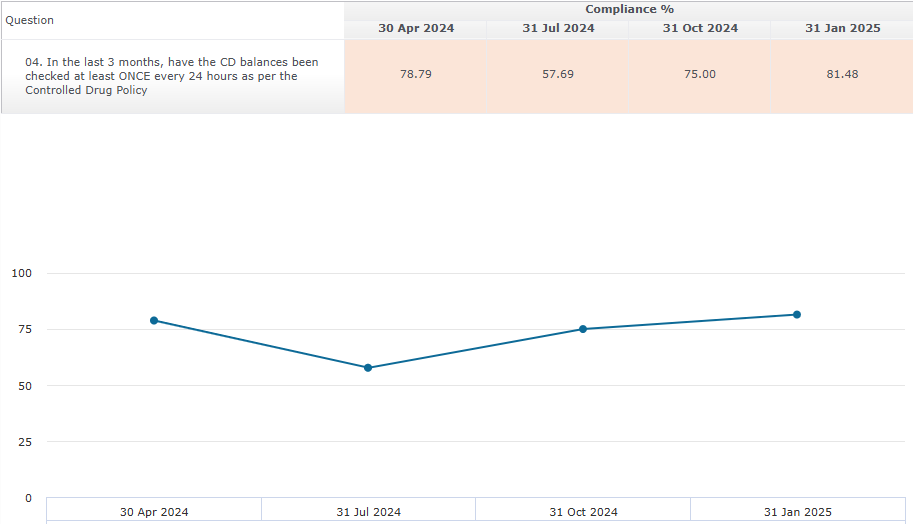 Question
Compliance %
30 Apr 2024 31 Jul 2024 31 Oct 2024 31 Jan 2025
04. In the last 3 months, have the CD balances been
checked at least ONCE every 24 hours as per the
Controlled Drug Policy
78.79 57.69 75.00 81.48
100
75
50
25
0
30 Apr 2024 31 Jul 2024 31 Oct 2024 31 Jan 2025